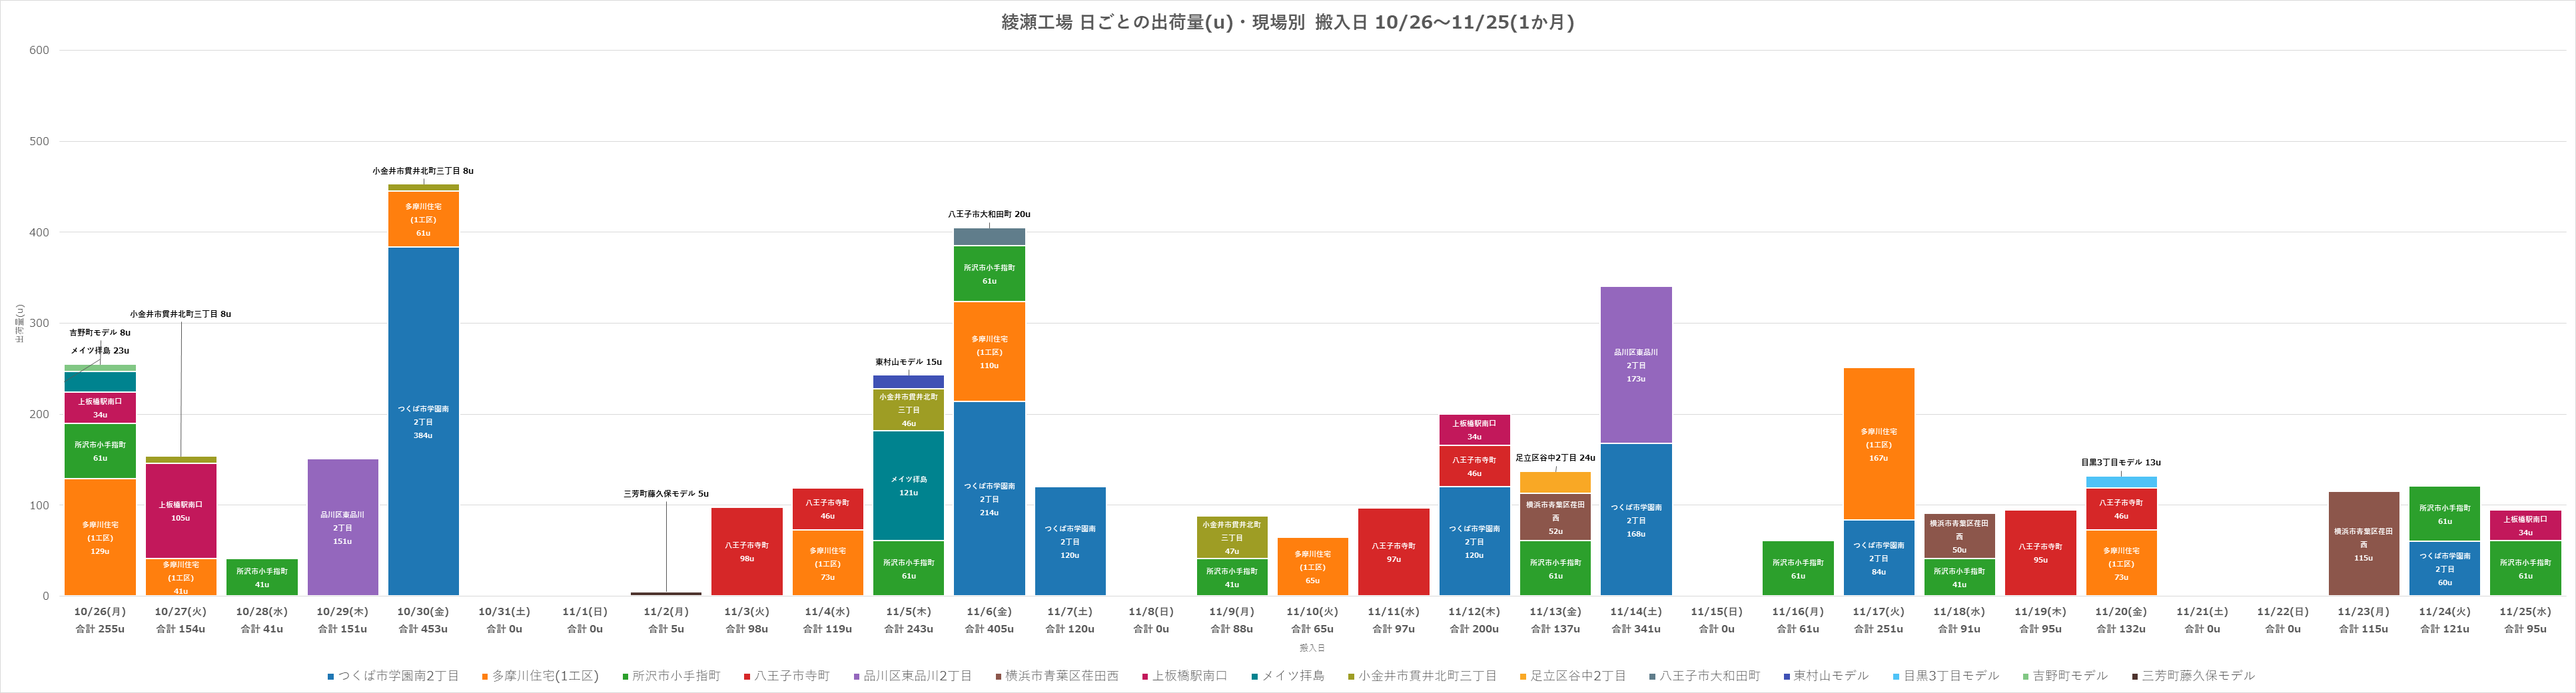 綾瀬工場 日ごとの出荷量(u)・現場別 搬入日 10/26～11/25(1か月)
出荷量(u)
600
500
400
300
200
100
0
吉野町モデル 8u
メイツ拝島 23u
上板橋駅南口
34u
所沢市小手指町
61u
多摩川住宅
(1工区)
129u
小金井市貫井北町三丁目 8u
上板橋駅南口
105u
多摩川住宅
(1工区)
41u
所沢市小手指町
41u
品川区東品川
2丁目
151u
小金井市貫井北町三丁目 8u
多摩川住宅
(1工区)
61u
つくば市学園南
2丁目
384u
三芳町藤久保モデル 5u
八王子市寺町
98u
八王子市寺町
46u
多摩川住宅
(1工区)
73u
東村山モデル 15u
小金井市貫井北町
三丁目
46u
メイツ拝島
121u
所沢市小手指町
61u
八王子市大和田町 20u
所沢市小手指町
61u
多摩川住宅
(1工区)
110u
つくば市学園南
2丁目
214u
つくば市学園南
2丁目
120u
小金井市貫井北町
三丁目
47u
所沢市小手指町
41u
多摩川住宅
(1工区)
65u
八王子市寺町
97u
上板橋駅南口
34u
八王子市寺町
46u
つくば市学園南
2丁目
120u
足立区谷中2丁目 24u
横浜市青葉区荏田
西
52u
所沢市小手指町
61u
品川区東品川
2丁目
173u
つくば市学園南
2丁目
168u
所沢市小手指町
61u
多摩川住宅
(1工区)
167u
つくば市学園南
2丁目
84u
横浜市青葉区荏田
西
50u
所沢市小手指町
41u
八王子市寺町
95u
目黒3丁目モデル 13u
八王子市寺町
46u
多摩川住宅
(1工区)
73u
横浜市青葉区荏田
西
115u
所沢市小手指町
61u
つくば市学園南
2丁目
60u
上板橋駅南口
34u
所沢市小手指町
61u
10/26(月) 10/27(火) 10/28(水) 10/29(木) 10/30(金) 10/31(土) 11/1(日) 11/2(月) 11/3(火) 11/4(水) 11/5(木) 11/6(金) 11/7(土) 11/8(日) 11/9(月) 11/10(火) 11/11(水) 11/12(木) 11/13(金) 11/14(土) 11/15(日) 11/16(月) 11/17(火) 11/18(水) 11/19(木) 11/20(金) 11/21(土) 11/22(日) 11/23(月) 11/24(火) 11/25(水)
合計 255u 合計 154u 合計 41u 合計 151u 合計 453u 合計 0u 合計 0u 合計 5u 合計 98u 合計 119u 合計 243u 合計 405u 合計 120u 合計 0u 合計 88u 合計 65u 合計 97u 合計 200u 合計 137u 合計 341u 合計 0u 合計 61u 合計 251u 合計 91u 合計 95u 合計 132u 合計 0u 合計 0u 合計 115u 合計 121u 合計 95u
搬入日
つくば市学園南2丁目 多摩川住宅(1工区) 所沢市小手指町 八王子市寺町 品川区東品川2丁目 横浜市青葉区荏田西 上板橋駅南口 メイツ拝島 小金井市貫井北町三丁目 足立区谷中2丁目 八王子市大和田町 東村山モデル 目黒3丁目モデル 吉野町モデル 三芳町藤久保モデル